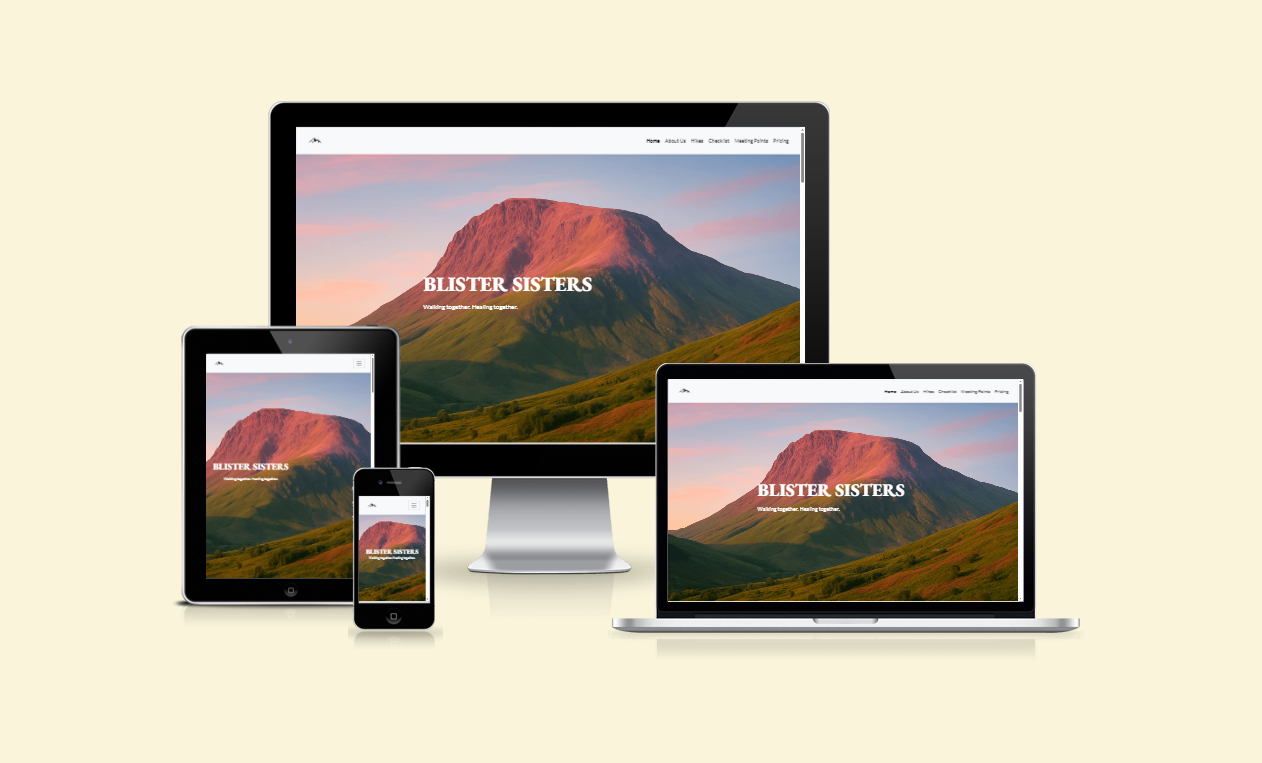 Home About Us Hikes Checklist Meeting Points Pricing
BLISTER SISTERS
Walking together. Healing together.
BLISTER SISTERS
Walking together. Healing together.
BLISTER SISTERS
Walking together. Healing together.
Home About Us Hikes Checklist Meeting Points Pricing
BLISTER SISTERS
Walking together. Healing together.